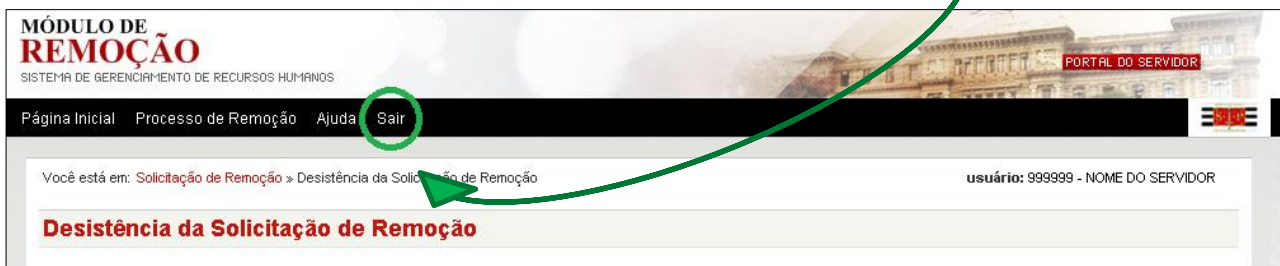 MÓDULO DE
REMOÇÃO
SISTEMA DE GERENCIAMENTO DE RECURSOS HUMANOS
PORTAL DO SERVIDOR
Página Inicial Processo de Remoção Ajuda Sair
Você está em: Solicitação de Remoção » Desistência da Solicitação de Remoção
usuário: 999999 - NOME DO SERVIDOR
Desistência da Solicitação de Remoção